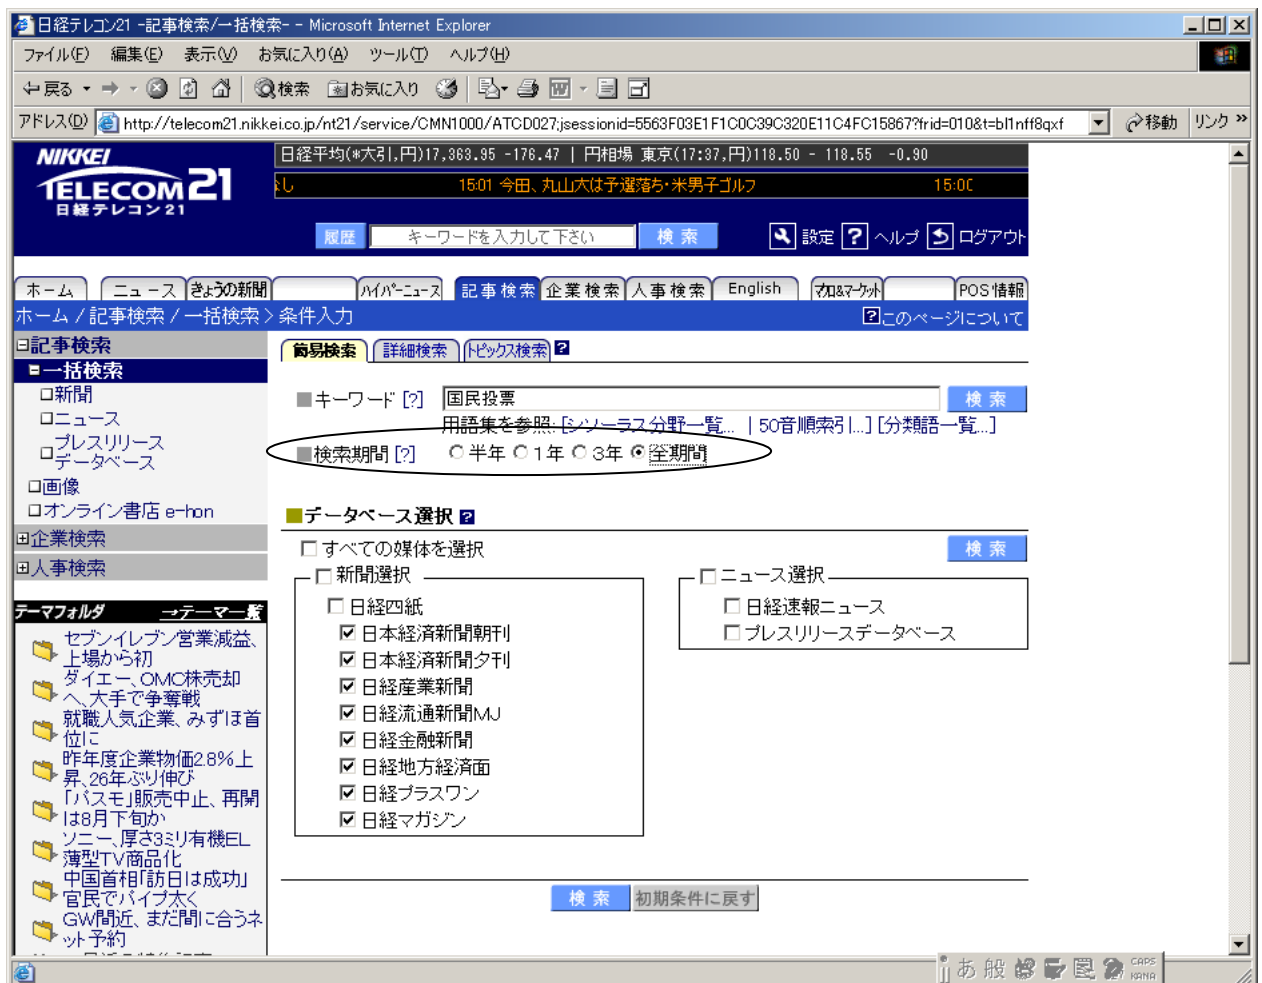 日経テレコン21 -記事検索/一括検索- - Microsoft Internet Explorer
ファイル(F) 編集(E) 表示(V) お気に入り(A) ツール(T) ヘルプ(H)
戻る 検索 お気に入り
アドレス(D) http://telecom21.nikkei.co.jp/nt21/service/CMN1000/ATCD027;jsessionid=5563F03E1F1C0C39C320E11C4FC15867?frid=010&t=bl1nff8qxf 移動 リンク »
NIKKEI
TELECOM 21
日経テレコン21
日経平均(*大引,円)17,363.95 -176.47 | 円相場 東京(17:37,円)118.50 - 118.55 -0.90
し 15:01 今田、丸山大は予選落ち・米男子ゴルフ 15:00
履歴 キーワードを入力して下さい 検索 設定 ? ヘルプ ログアウト
ホーム ニュース きょうの新聞 ハイパーニュース 記事検索 企業検索 人事検索 English マクロ&マーケット POS情報
ホーム / 記事検索 / 一括検索 > 条件入力 ?このページについて
記事検索
一括検索
新聞
ニュース
プレスリリース
データベース
画像
オンライン書店 e-hon
企業検索
人事検索
テーマフォルダ →テーマ一覧
セブンイレブン営業減益、
上場から初
ダイエー、OMC株売却
へ、大手で争奪戦
就職人気企業、みずほ首
位に
昨年度企業物価2.8%上
昇、26年ぶり伸び
「パスモ」販売中止、再開
は8月下旬か
ソニー、厚さ3ミリ有機EL
薄型TV商品化
中国首相「訪日は成功」
官民でパイプ太く
GW間近、まだ間に合うネ
ット予約
簡易検索 詳細検索 トピックス検索 ?
キーワード [?] 国民投票 検索
用語集を参照: [シソーラス分野一覧... | 50音順索引...] [分類語一覧...]
検索期間 [?] 半年 1年 3年 全期間
データベース選択 ?
すべての媒体を選択 検索
新聞選択
日経四紙
日本経済新聞朝刊
日本経済新聞夕刊
日経産業新聞
日経流通新聞MJ
日経金融新聞
日経地方経済面
日経プラスワン
日経マガジン
ニュース選択
日経速報ニュース
プレスリリースデータベース
検索 初期条件に戻す
あ 般 CAPS
KANA